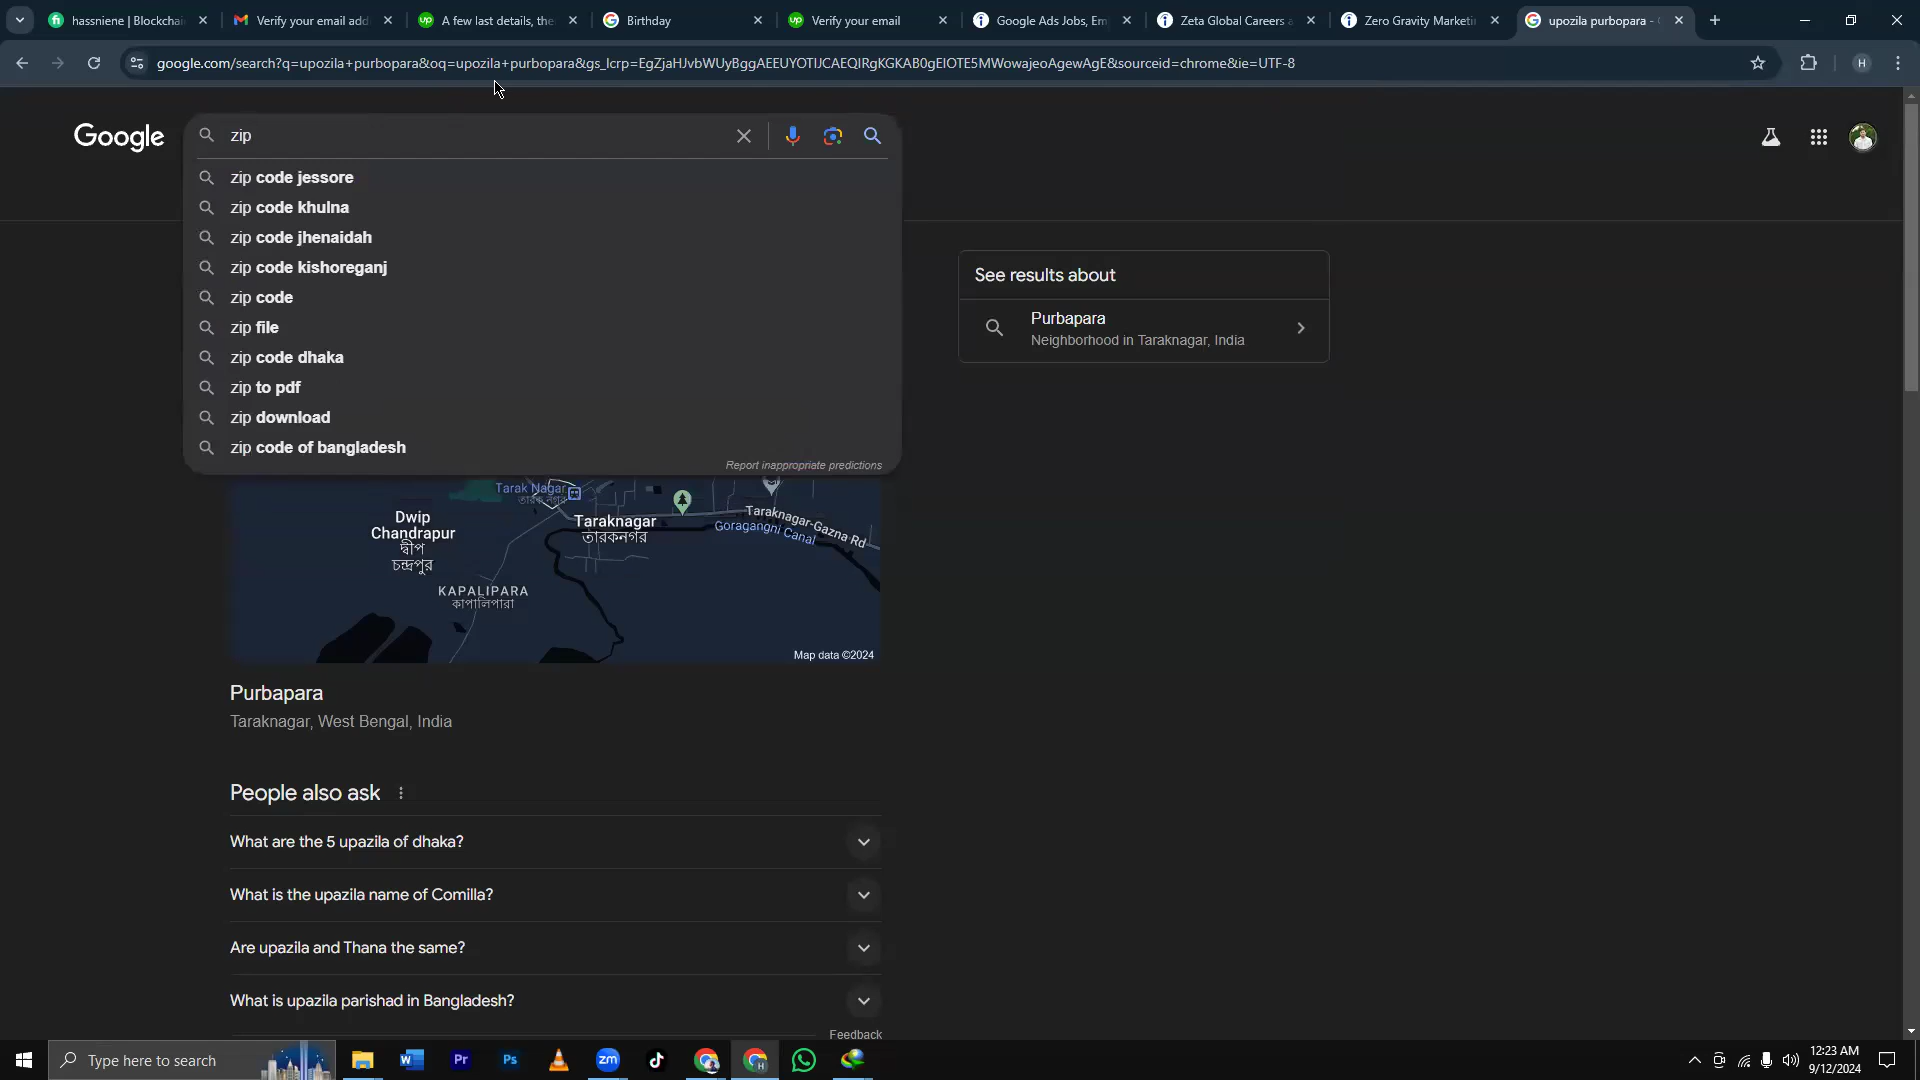 hassniene | Blockchai
Verify your email add
A few last details, the
Birthday
Verify your email
Google Ads Jobs, Em
Zeta Global Careers a
Zero Gravity Marketi
upozila purbopara -
google.com/search?q=upozila+purbopara&oq=upozila+purbopara&gs_lcrp=EgZjaHJvbWUyBggAEEUYOTIJCAEQIRgKGKAB0gEIOTE5MWowajeoAgewAgE&sourceid=chrome&ie=UTF-8
H
Google
zip
zip code jessore
zip code khulna
zip code jhenaidah
zip code kishoreganj
zip code
zip file
zip code dhaka
zip to pdf
zip download
zip code of bangladesh
Report inappropriate predictions
See results about
Purbapara
Neighborhood in Taraknagar, India
Tarak Nagar
তারক নগর
Dwip
Chandrapur
দ্বীপ
চন্দ্রপুর
Taraknagar
তারকনগর
Taraknagar-Gazna Rd
Goragangni Canal
KAPALIPARA
কাপালিপারা
Map data ©2024
Purbapara
Taraknagar, West Bengal, India
People also ask
What are the 5 upazila of dhaka?
What is the upazila name of Comilla?
Are upazila and Thana the same?
What is upazila parishad in Bangladesh?
Feedback
Type here to search
12:23 AM
9/12/2024